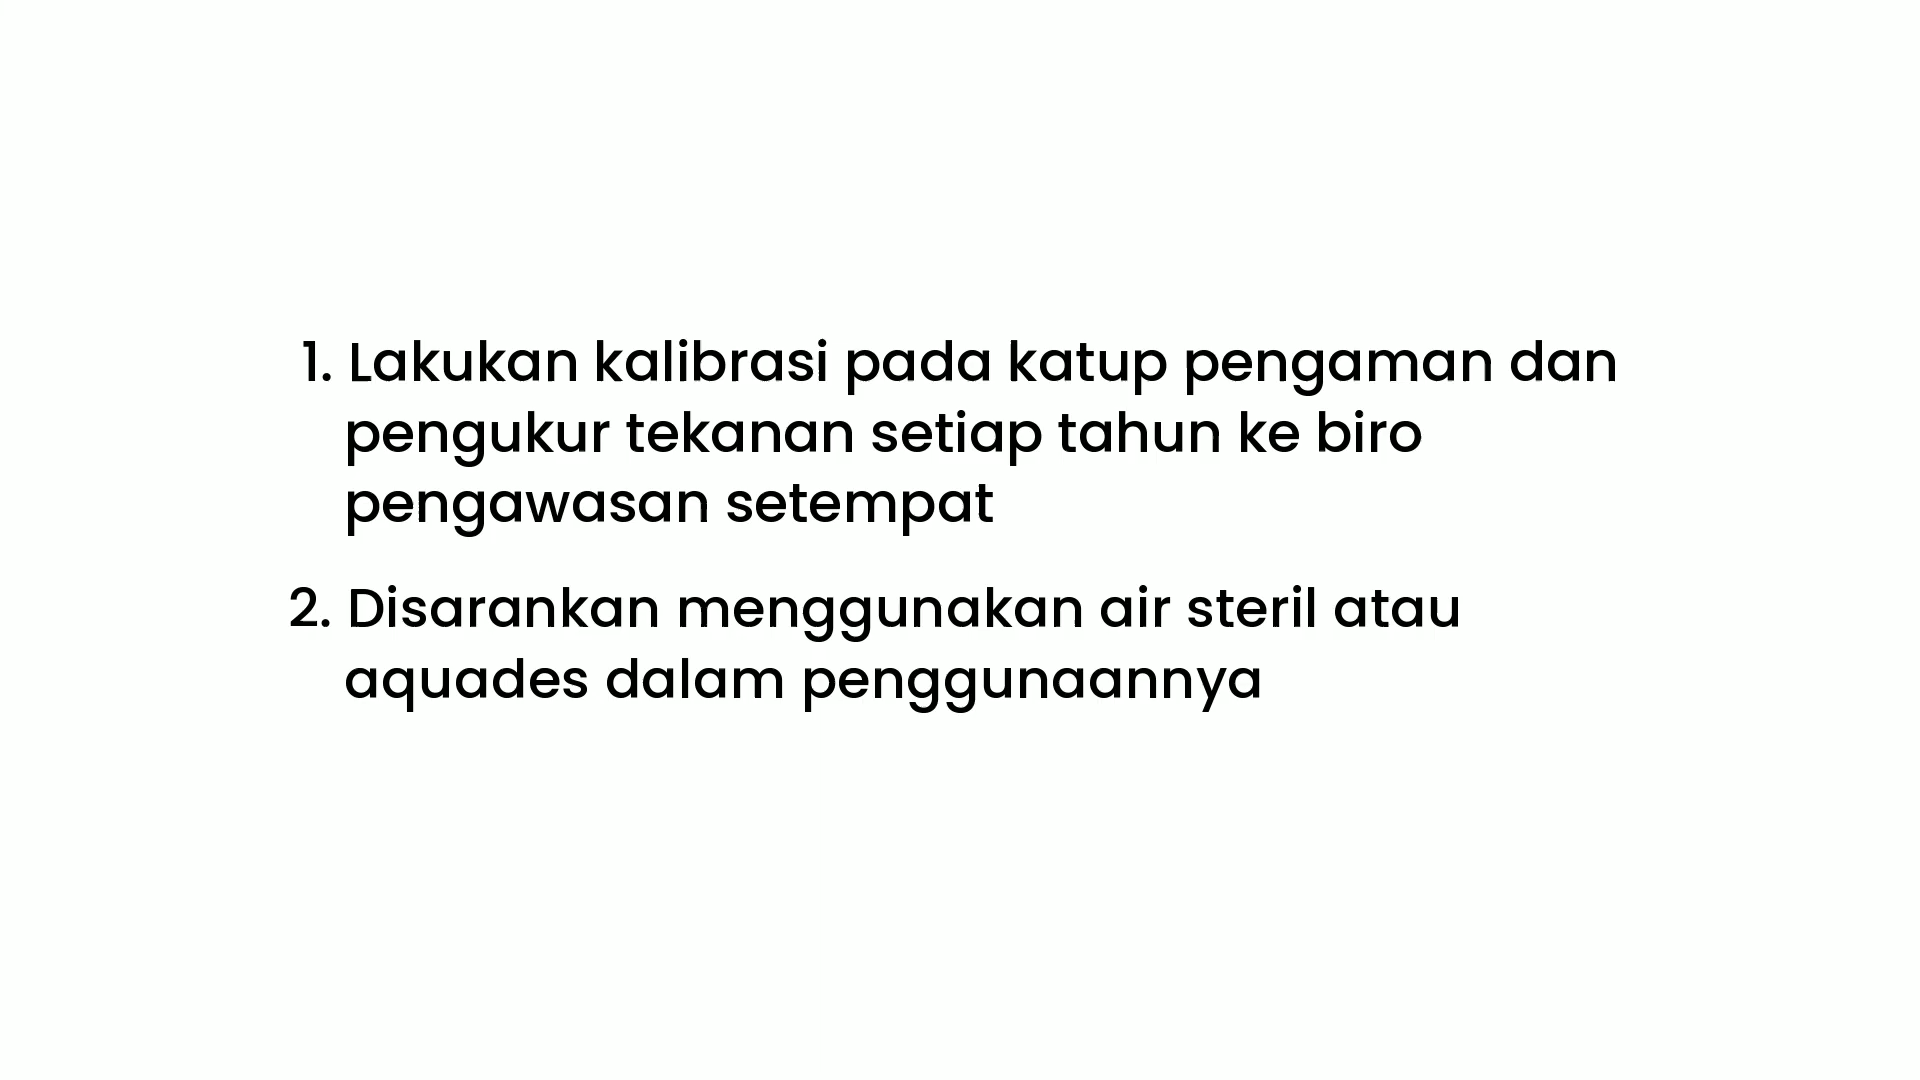 1. Lakukan kalibrasi pada katup pengaman dan
pengukur tekanan setiap tahun ke biro
pengawasan setempat
2. Disarankan menggunakan air steril atau
aquades dalam penggunaannya